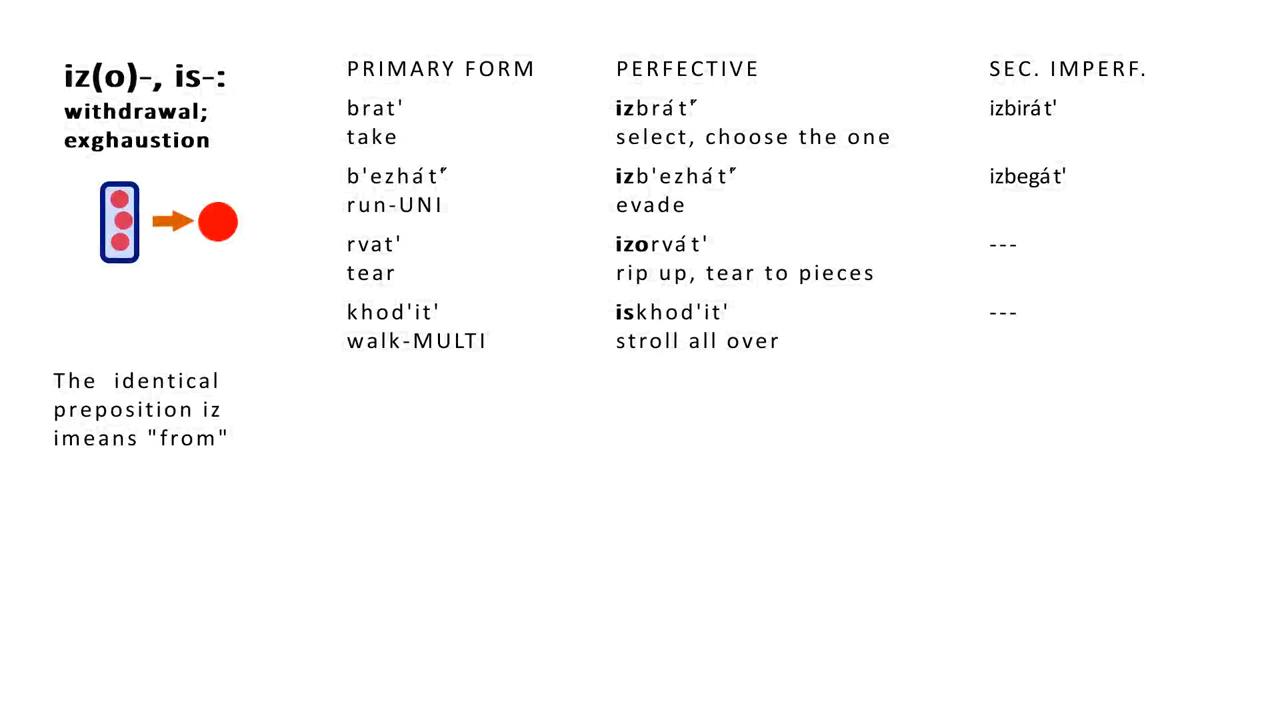 iz(o)-, is-:
withdrawal;
exghaustion
PRIMARY FORM PERFECTIVE SEC. IMPERF.
brat' izbrát' izbirát'
take select, choose the one
b'ezhát' izb'ezhát' izbegát'
run-UNI evade
rvat' izorvát' ---
tear rip up, tear to pieces
khod'it' iskhod'it' ---
walk-MULTI stroll all over
The identical
preposition iz
imeans "from"